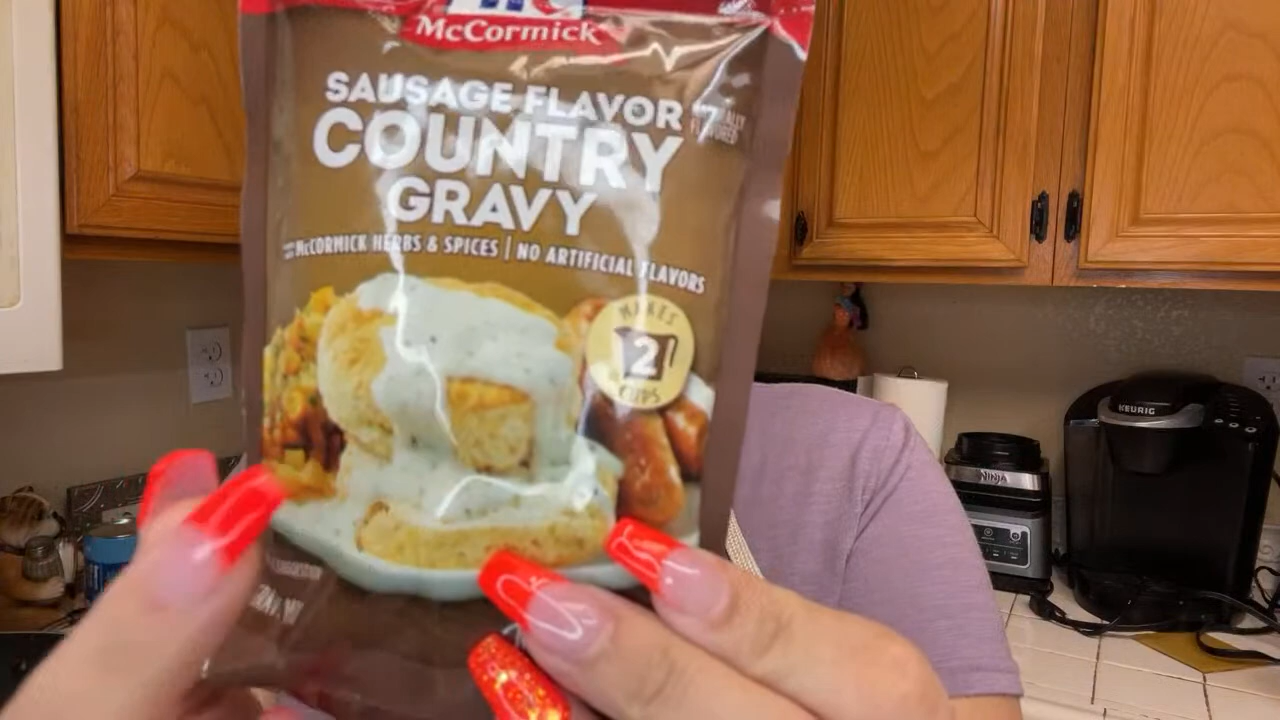 McCormick
SAUSAGE FLAVOR
COUNTRY
GRAVY
McCORMICK HERBS & SPICES | NO ARTIFICIAL FLAVORS
MAKES
2
CUPS
KEURIG
NINJA